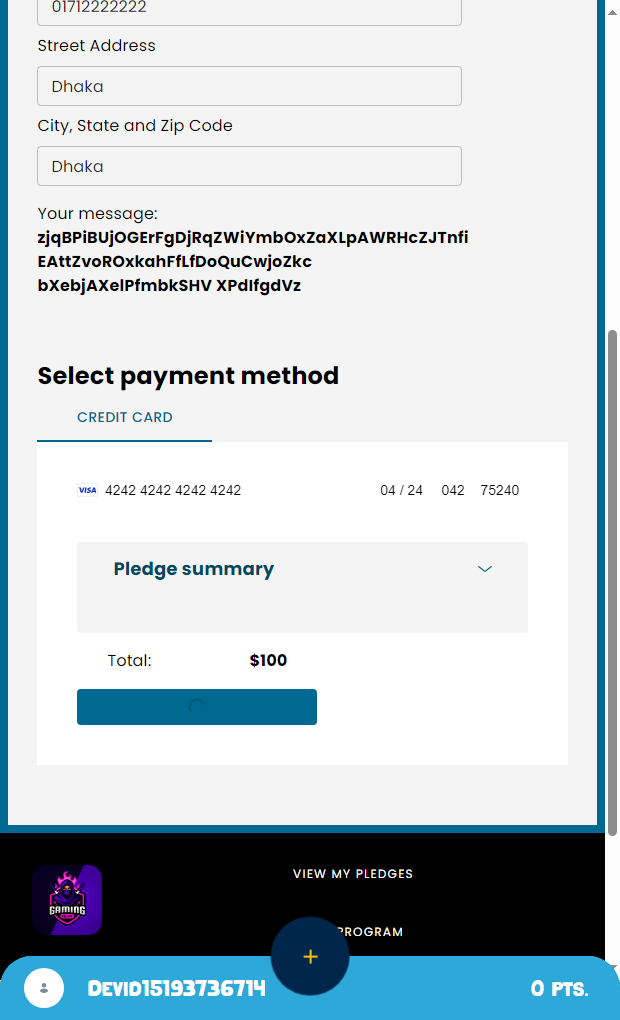 01712222222
Street Address
Dhaka
City, State and Zip Code
Dhaka
Your message:
zjqBPiBUjOGErFgDjRqZWiYmbOxZaXLpAWRHcZJTnfi
EAttZvoROxkahFfLfDoQuCwjoZkc
bXebjAXelPfmbkSHV XPdIfgdVz
Select payment method
CREDIT CARD
VISA 4242 4242 4242 4242 04 / 24 042 75240
Pledge summary
Total: $100
VIEW MY PLEDGES
GAMING
PROGRAM
+
Devid15193736714 0 PTS.